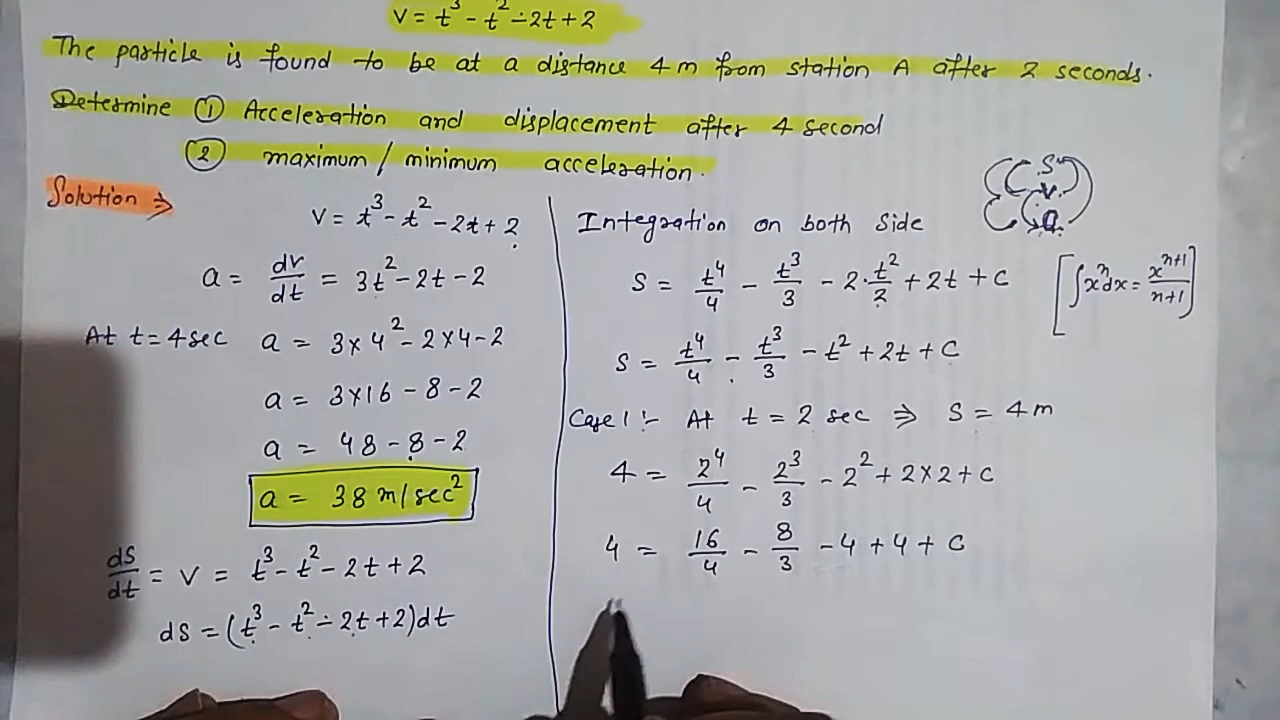 v = t³ - t² - 2t + 2
The particle is found to be at a distance 4 m from station A after 2 seconds.
Determine ① Acceleration and displacement after 4 second
② maximum / minimum acceleration.
Solution ⇒
v = t³ - t² - 2t + 2
a = dv/dt = 3t² - 2t - 2
At t = 4 sec a = 3 × 4² - 2 × 4 - 2
a = 3 × 16 - 8 - 2
a = 48 - 8 - 2
a = 38 m/sec²
ds/dt = v = t³ - t² - 2t + 2
ds = (t³ - t² - 2t + 2) dt
Integration on both side
S = t⁴/4 - t³/3 - 2·t²/2 + 2t + C
S = t⁴/4 - t³/3 - t² + 2t + C
Case 1 :- At t = 2 sec ⇒ S = 4 m
4 = 2⁴/4 - 2³/3 - 2² + 2 × 2 + C
4 = 16/4 - 8/3 - 4 + 4 + C
S
v
a
[∫xⁿdx = xⁿ⁺¹/n+1]